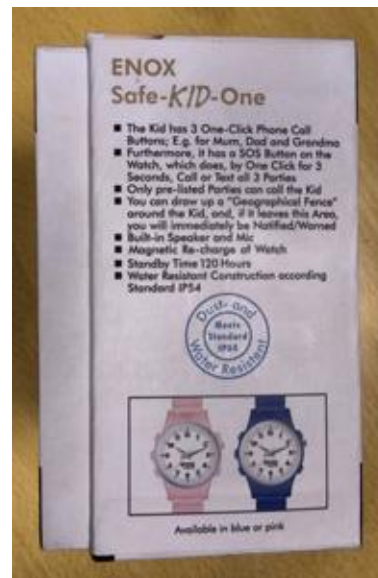 ENOX
Safe-KID-One
■ The Kid has 3 One-Click Phone Call
Buttons; E.g. for Mum, Dad and Grandma
■ Furthermore, it has a SOS Button on the
Watch, which does, by One Click for 3
Seconds, Call or Text all 3 Parties
■ Only pre-listed Parties can call the Kid
■ You can draw up a "Geographical Fence"
around the Kid, and, if it leaves this Area,
you will immediately be Notified/Warned
■ Built-in Speaker and Mic
■ Magnetic Re-charge of Watch
■ Standby Time 120 Hours
■ Water Resistant Construction according
Standard IP54
Dust- and
Meets
Standard
IP54
Water Resistent
Available in blue or pink